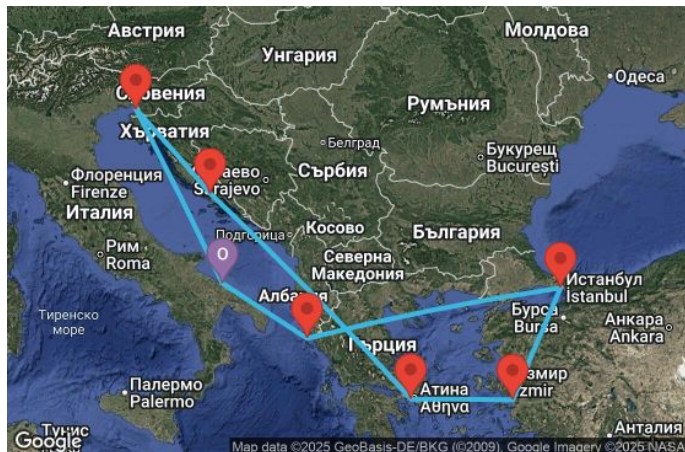 Австрия
Молдова
Унгария
Одеса
Словения
Румъния
Хърватия
Белград
Букурещ
Bucureşti
Флоренция
Firenze
Sarajevo
Сърбия
Италия
Подгорица
Косово
България
Рим
Roma
Северна
Македония
Албания
Истанбул
İstanbul
Бурса
Bursa
Анкара
Ankara
Тиренско
море
Гърция
Атина
Αθήνα
Измир
İzmir
Палермо
Palermo
Тунис
Анталия
Google
Map data ©2025 GeoBasis-DE/BKG (©2009), Google Imagery ©2025 NASA
O